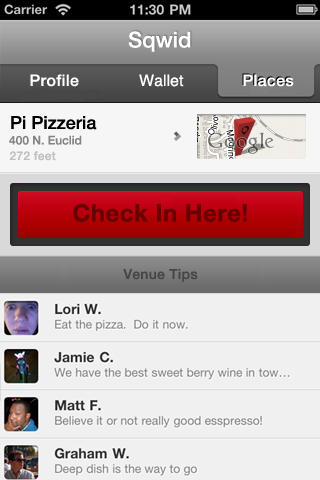 Carrier 11:30 PM
Sqwid
Profile Wallet Places
Pi Pizzeria
400 N. Euclid
272 feet
Google
Check In Here!
Venue Tips
Lori W.
Eat the pizza.  Do it now.
Jamie C.
We have the best sweet berry wine in tow…
Matt F.
Believe it or not really good esspresso!
Graham W.
Deep dish is the way to go